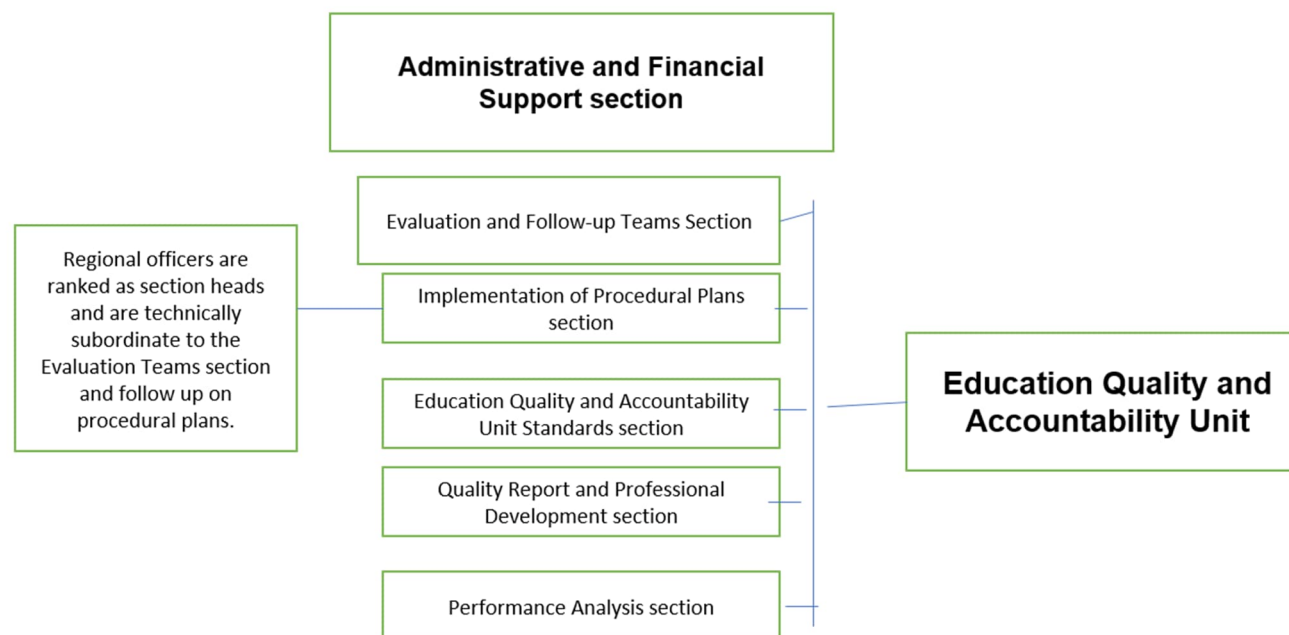 Administrative and Financial
Support section
Evaluation and Follow-up Teams Section
Regional officers are
ranked as section heads
and are technically
subordinate to the
Evaluation Teams section
and follow up on
procedural plans.
Implementation of Procedural Plans
section
Education Quality and Accountability
Unit Standards section
Quality Report and Professional
Development section
Performance Analysis section
Education Quality and
Accountability Unit